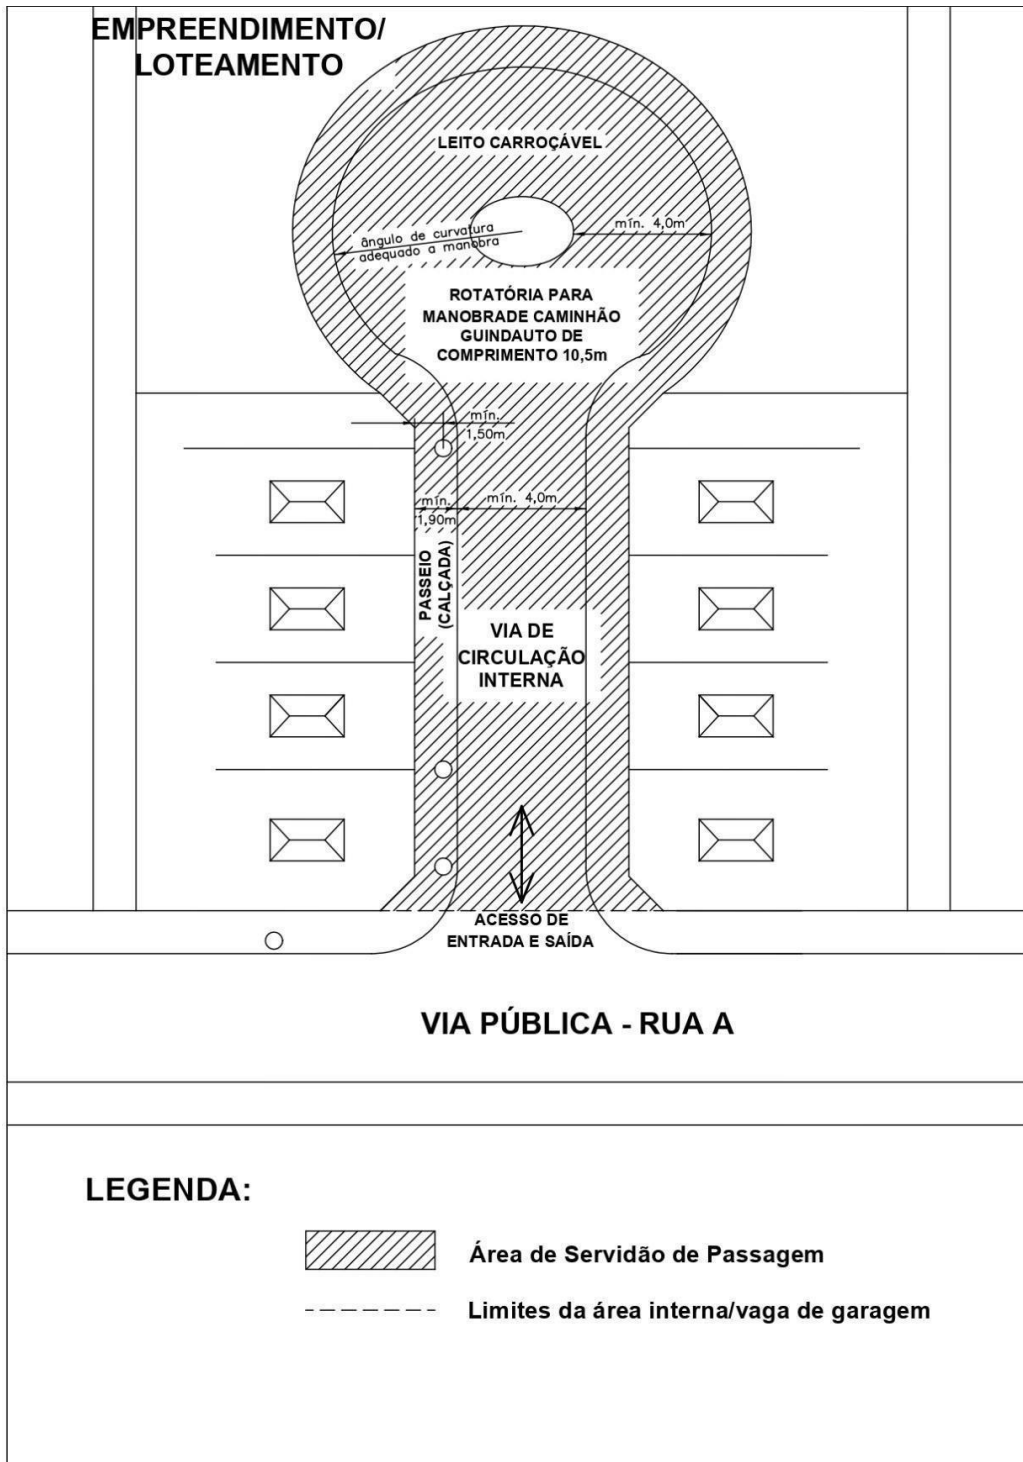 EMPREENDIMENTO/
LOTEAMENTO
LEITO CARROÇÁVEL
mín. 4,0m
ângulo de curvatura
adequado a manobra
ROTATÓRIA PARA
MANOBRADE CAMINHÃO
GUINDAUTO DE
COMPRIMENTO 10,5m
mín.
1,50m
mín.
1,90m
mín. 4,0m
PASSEIO
(CALÇADA)
VIA DE
CIRCULAÇÃO
INTERNA
ACESSO DE
ENTRADA E SAÍDA
VIA PÚBLICA - RUA A
LEGENDA:
Área de Servidão de Passagem
Limites da área interna/vaga de garagem